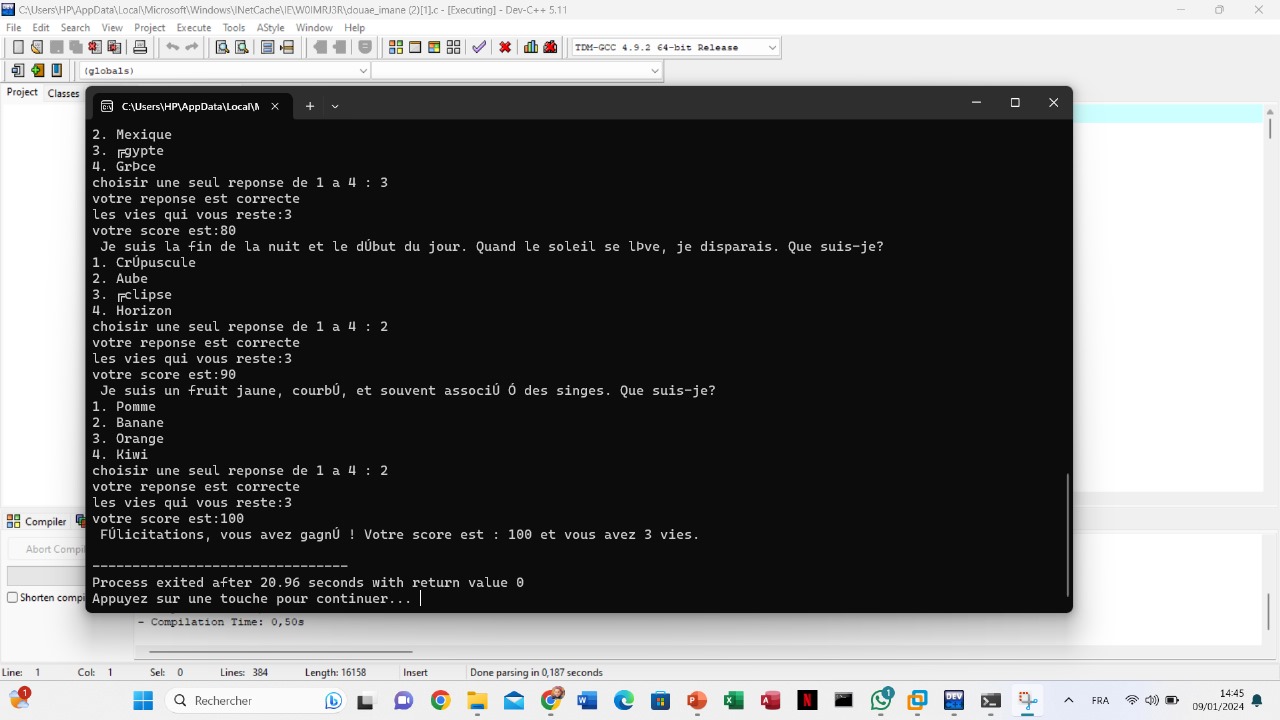 C:\Users\HP\AppData\Local\Microsoft\Windows\INetCache\IE\W0IMRJ3R\douae_imane (2)[1].c - [Executing] - Dev-C++ 5.11
File Edit Search View Project Execute Tools AStyle Window Help
TDM-GCC 4.9.2 64-bit Release
(globals)
Project Classes
C:\Users\HP\AppData\Local\M
2. Mexique
3. ╔gypte
4. GrÞce
choisir une seul reponse de 1 a 4 : 3
votre reponse est correcte
les vies qui vous reste:3
votre score est:80
Je suis la fin de la nuit et le dÚbut du jour. Quand le soleil se lÞve, je disparais. Que suis-je?
1. CrÚpuscule
2. Aube
3. ╔clipse
4. Horizon
choisir une seul reponse de 1 a 4 : 2
votre reponse est correcte
les vies qui vous reste:3
votre score est:90
Je suis un fruit jaune, courbÚ, et souvent associÚ Ó des singes. Que suis-je?
1. Pomme
2. Banane
3. Orange
4. Kiwi
choisir une seul reponse de 1 a 4 : 2
votre reponse est correcte
les vies qui vous reste:3
votre score est:100
FÚlicitations, vous avez gagnÚ ! Votre score est : 100 et vous avez 3 vies.
--------------------------------
Process exited after 20.96 seconds with return value 0
Appuyez sur une touche pour continuer...
Compiler
Abort Compi
Shorten compi
- Compilation Time: 0,50s
Line: 1 Col: 1 Sel: 0 Lines: 384 Length: 16158 Insert Done parsing in 0,187 seconds
1
Rechercher
1
FRA
14:45
09/01/2024